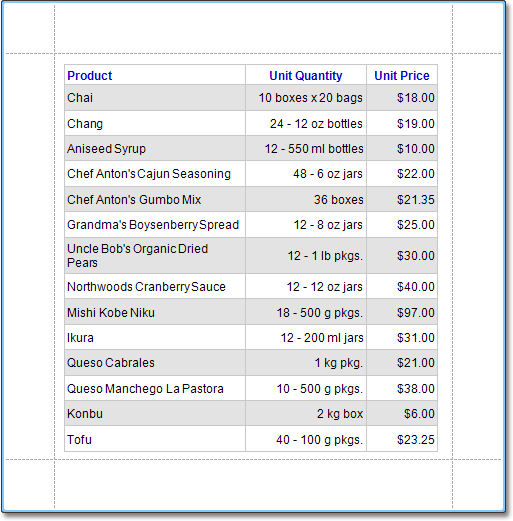 Product Unit Quantity Unit Price
Chai 10 boxes x 20 bags $18.00
Chang 24 - 12 oz bottles $19.00
Aniseed Syrup 12 - 550 ml bottles $10.00
Chef Anton's Cajun Seasoning 48 - 6 oz jars $22.00
Chef Anton's Gumbo Mix 36 boxes $21.35
Grandma's Boysenberry Spread 12 - 8 oz jars $25.00
Uncle Bob's Organic Dried
Pears 12 - 1 lb pkgs. $30.00
Northwoods Cranberry Sauce 12 - 12 oz jars $40.00
Mishi Kobe Niku 18 - 500 g pkgs. $97.00
Ikura 12 - 200 ml jars $31.00
Queso Cabrales 1 kg pkg. $21.00
Queso Manchego La Pastora 10 - 500 g pkgs. $38.00
Konbu 2 kg box $6.00
Tofu 40 - 100 g pkgs. $23.25